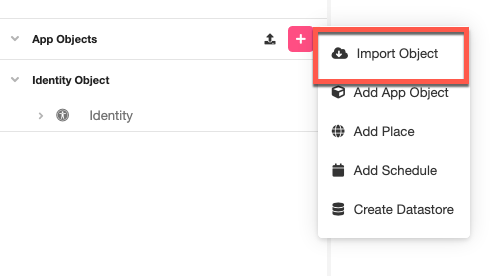 App Objects
Import Object
Add App Object
Identity Object
Identity
Add Place
Add Schedule
Create Datastore